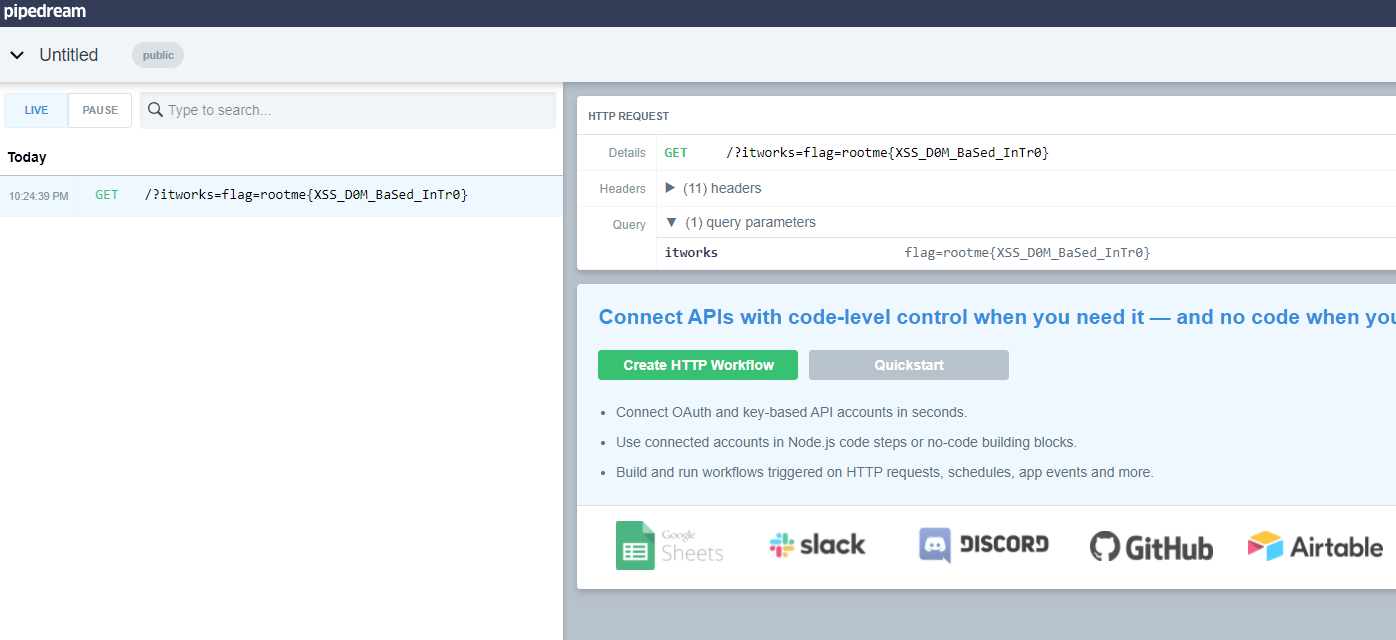 pipedream
Untitled
public
LIVE
PAUSE
Type to search...
Today
10:24:39 PM GET /?itworks=flag=rootme{XSS_D0M_BaSed_InTr0}
HTTP REQUEST
Details GET /?itworks=flag=rootme{XSS_D0M_BaSed_InTr0}
Headers (11) headers
Query (1) query parameters
itworks flag=rootme{XSS_D0M_BaSed_InTr0}
Connect APIs with code-level control when you need it — and no code when you
Create HTTP Workflow
Quickstart
• Connect OAuth and key-based API accounts in seconds.
• Use connected accounts in Node.js code steps or no-code building blocks.
• Build and run workflows triggered on HTTP requests, schedules, app events and more.
Google
Sheets
slack
DISCORD
GitHub
Airtable